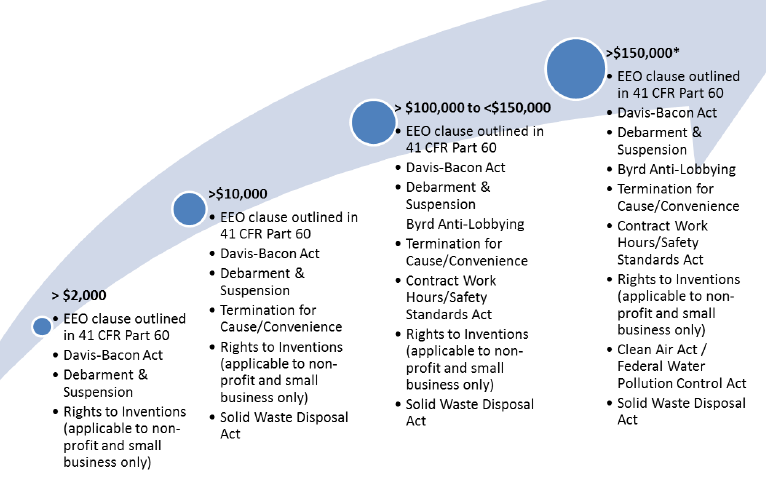 > $2,000
• EEO clause outlined
in 41 CFR Part 60
• Davis-Bacon Act
• Debarment &
Suspension
• Rights to Inventions
(applicable to non-
profit and small
business only)
>$10,000
• EEO clause outlined in
41 CFR Part 60
• Davis-Bacon Act
• Debarment &
Suspension
• Termination for
Cause/Convenience
• Rights to Inventions
(applicable to non-
profit and small
business only)
• Solid Waste Disposal
Act
> $100,000 to <$150,000
• EEO clause outlined in
41 CFR Part 60
• Davis-Bacon Act
• Debarment &
Suspension
Byrd Anti-Lobbying
• Termination for
Cause/Convenience
• Contract Work
Hours/Safety
Standards Act
• Rights to Inventions
(applicable to non-
profit and small
business only)
• Solid Waste Disposal
Act
>$150,000*
• EEO clause outlined
in 41 CFR Part 60
• Davis-Bacon Act
• Debarment &
Suspension
• Byrd Anti-Lobbying
• Termination for
Cause/Convenience
• Contract Work
Hours/Safety
Standards Act
• Rights to Inventions
(applicable to non-
profit and small
business only)
• Clean Air Act /
Federal Water
Pollution Control Act
• Solid Waste Disposal
Act